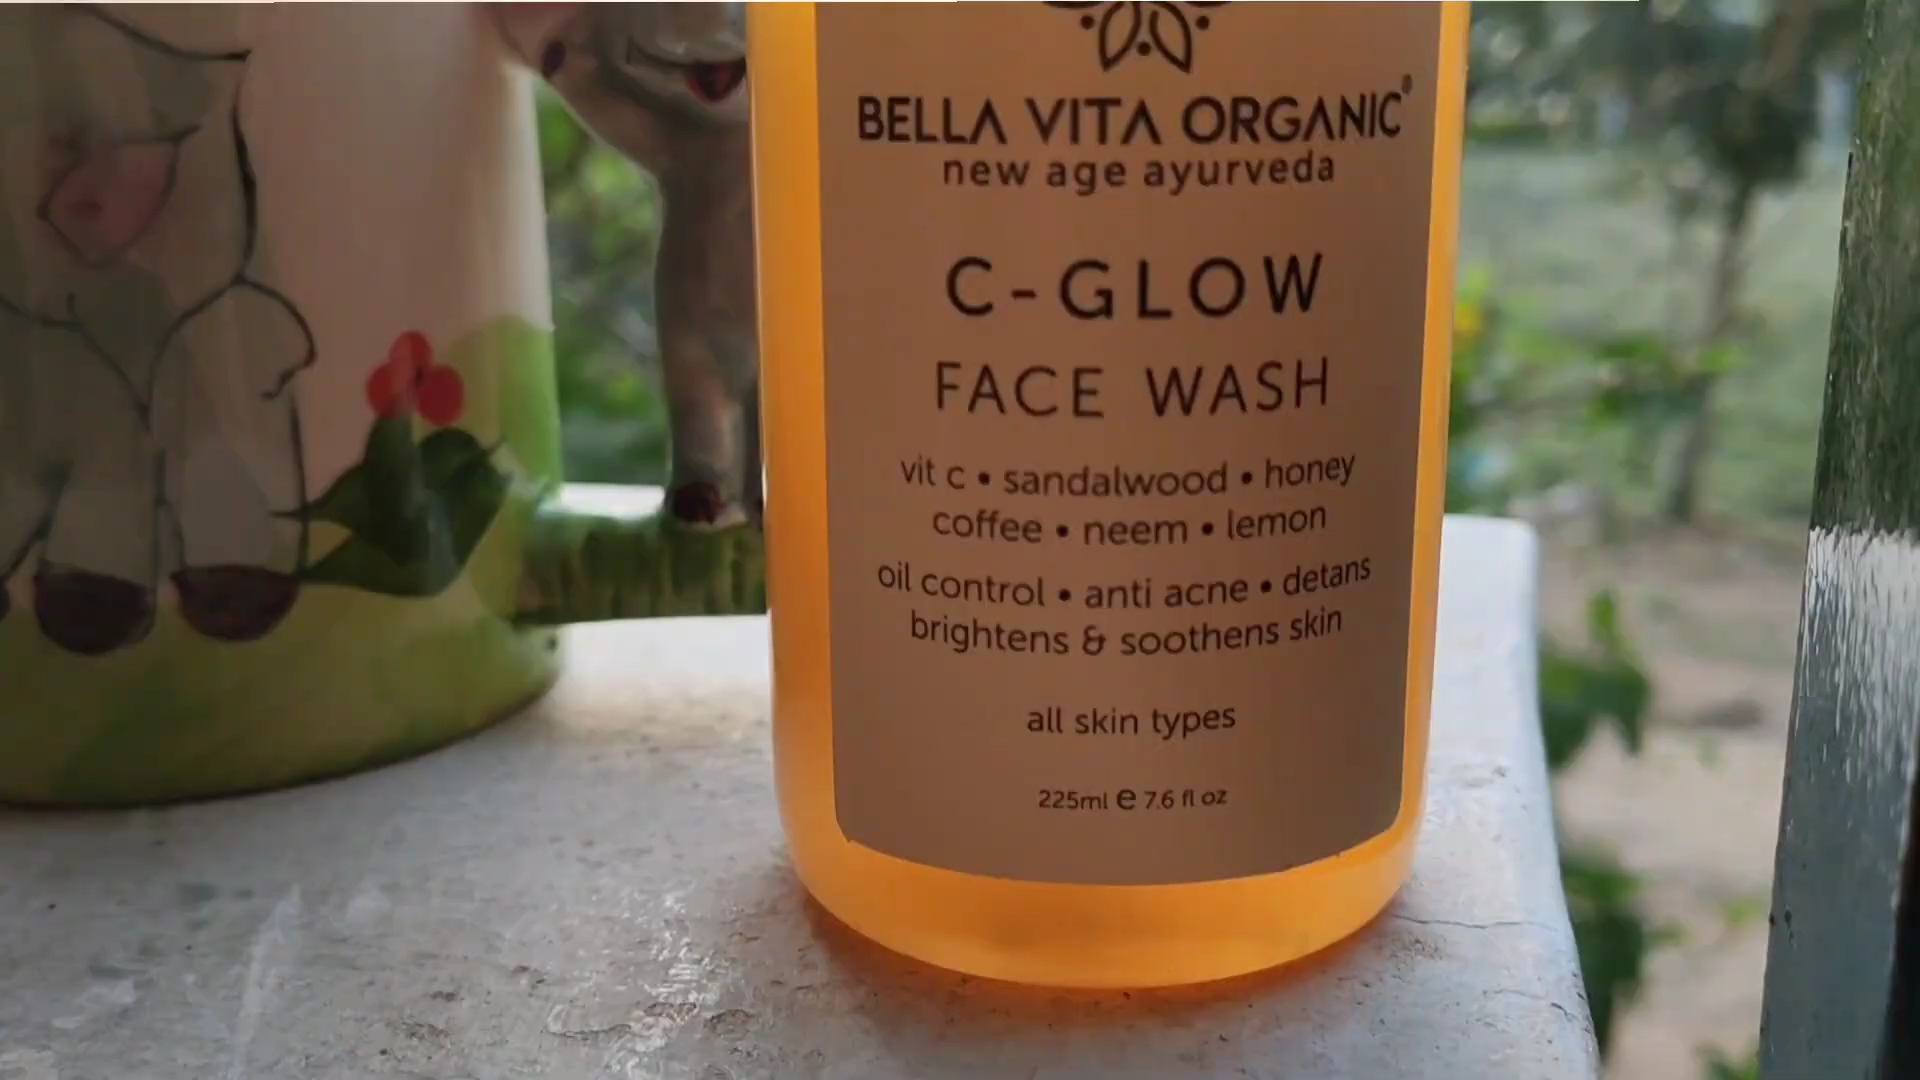 BELLA VITA ORGANIC®
new age ayurveda
C-GLOW
FACE WASH
vit c • sandalwood • honey
coffee • neem • lemon
oil control • anti acne • detans
brightens & soothens skin
all skin types
225ml ℮ 7.6 fl oz